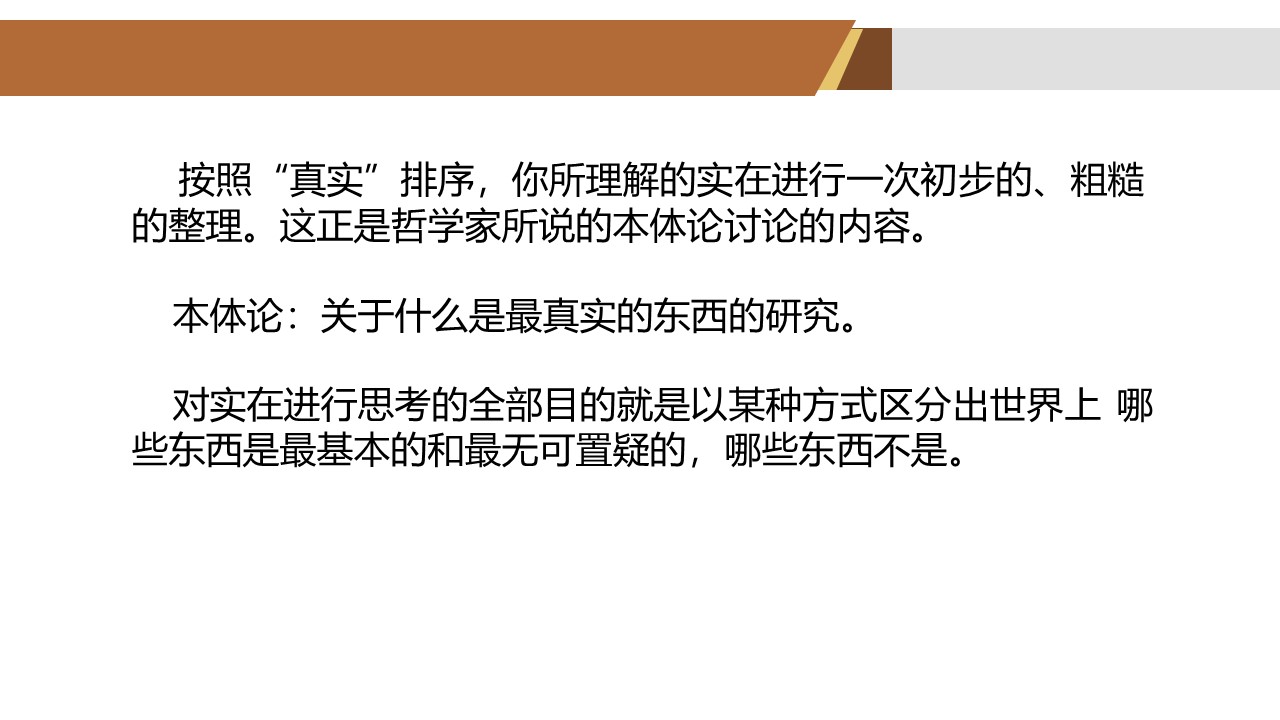 按照“真实”排序，你所理解的实在进行一次初步的、粗糙
的整理。这正是哲学家所说的本体论讨论的内容。
本体论：关于什么是最真实的东西的研究。
对实在进行思考的全部目的就是以某种方式区分出世界上 哪
些东西是最基本的和最无可置疑的，哪些东西不是。